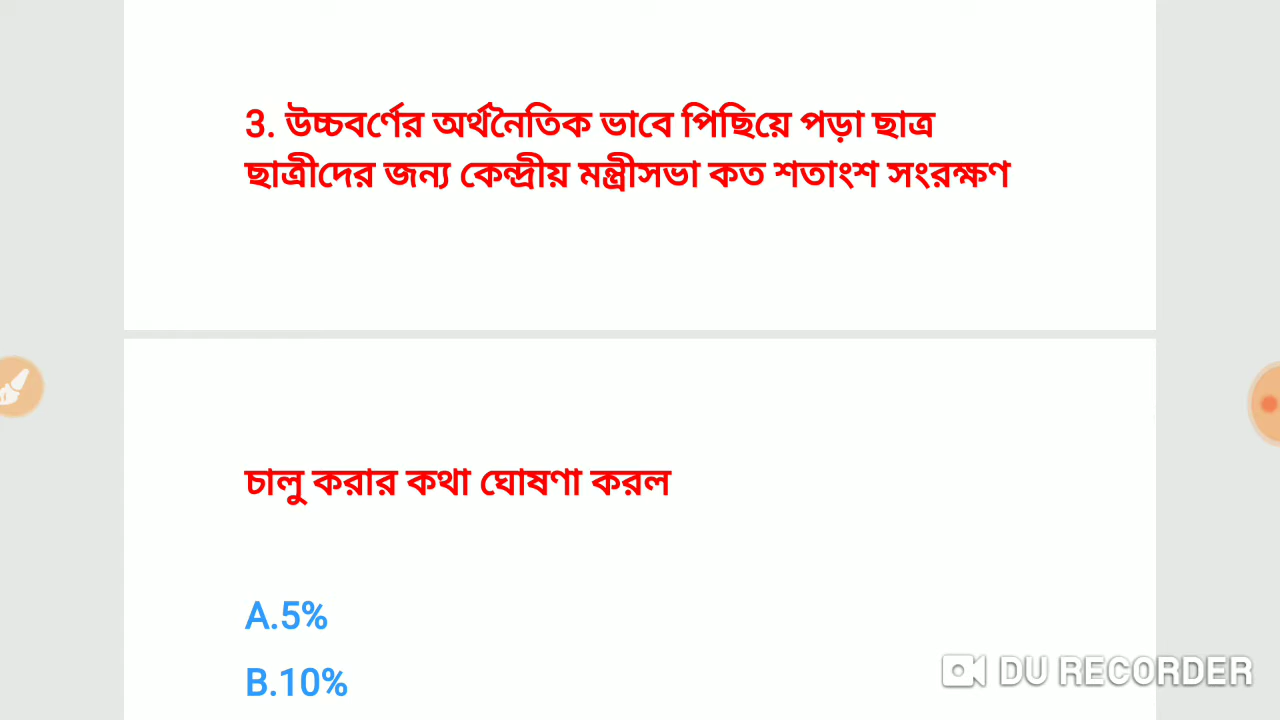 3. উচ্চবর্ণের অর্থনৈতিক ভাবে পিছিয়ে পড়া ছাত্র
ছাত্রীদের জন্য কেন্দ্রীয় মন্ত্রীসভা কত শতাংশ সংরক্ষণ
চালু করার কথা ঘোষণা করল
A.5%
B.10%
DU RECORDER